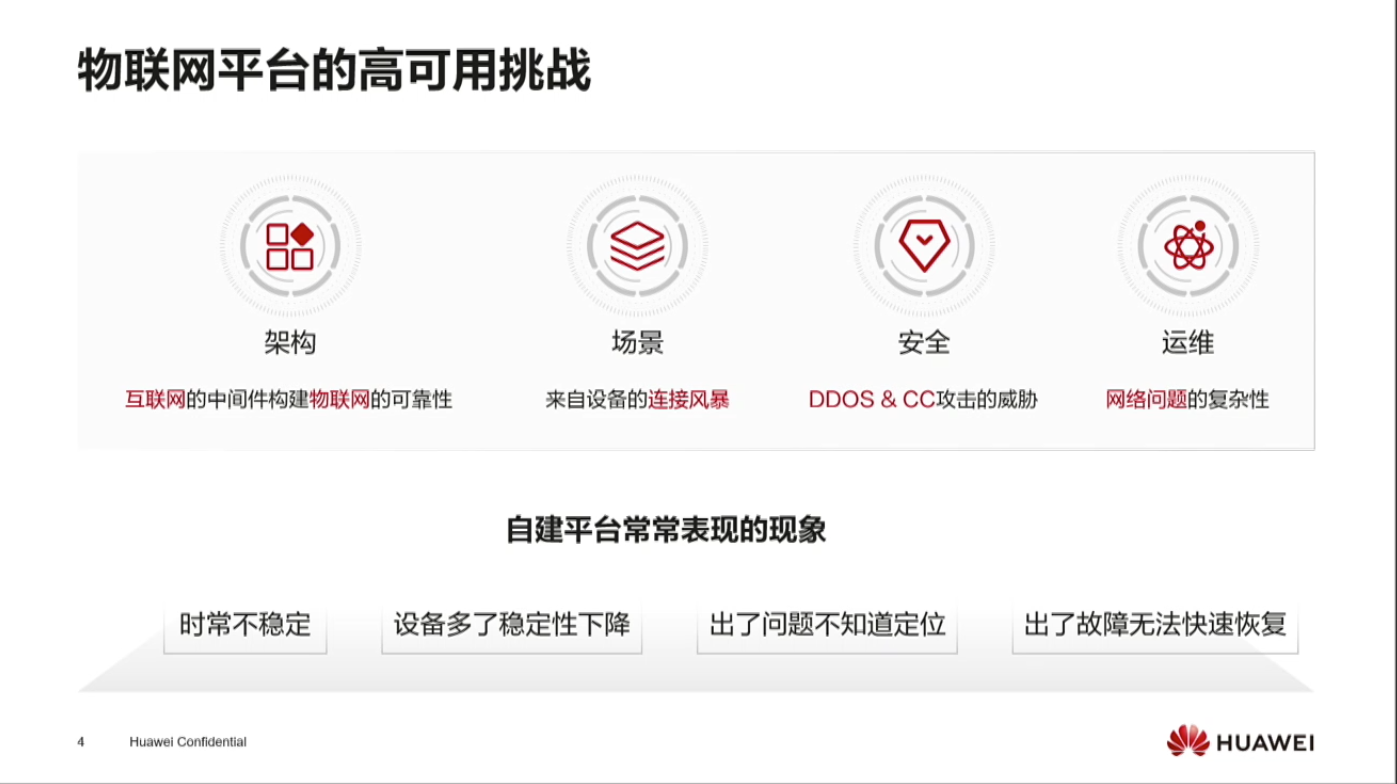 物联网平台的高可用挑战
架构
场景
安全
运维
互联网的中间件构建物联网的可靠性
来自设备的连接风暴
DDOS & CC攻击的威胁
网络问题的复杂性
自建平台常常表现的现象
时常不稳定
设备多了稳定性下降
出了问题不知道定位
出了故障无法快速恢复
4
Huawei Confidential
HUAWEI